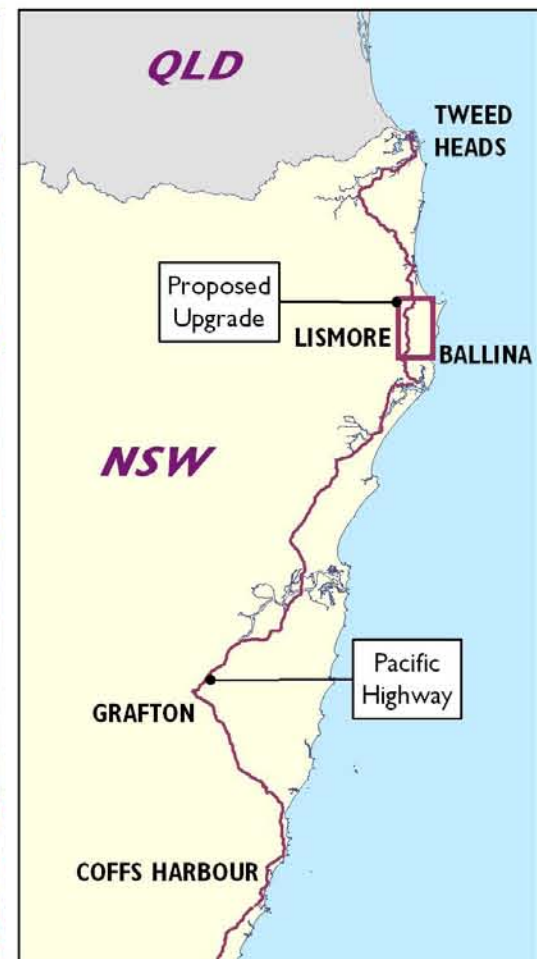 QLD
TWEED
HEADS
Proposed
Upgrade
LISMORE
BALLINA
NSW
Pacific
Highway
GRAFTON
COFFS HARBOUR